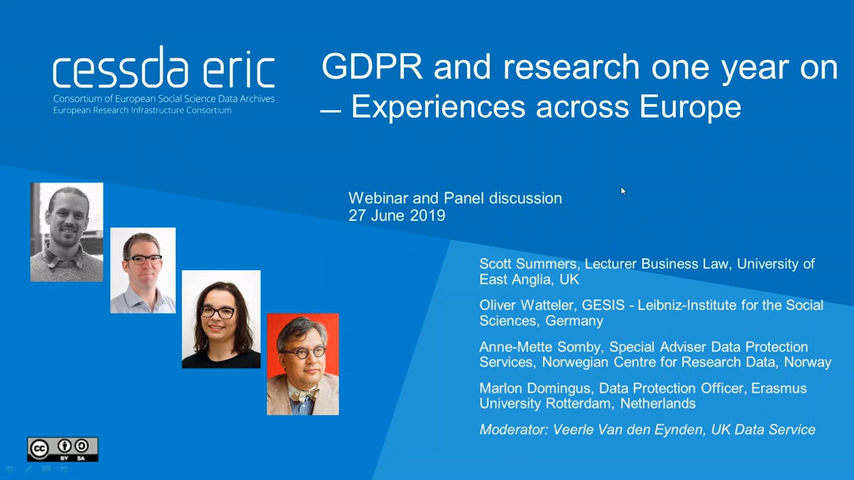 cessda eric
Consortium of European Social Science Data Archives
European Research Infrastructure Consortium
GDPR and research one year on
– Experiences across Europe
Webinar and Panel discussion
27 June 2019
Scott Summers, Lecturer Business Law, University of
East Anglia, UK
Oliver Watteler, GESIS - Leibniz-Institute for the Social
Sciences, Germany
Anne-Mette Somby, Special Adviser Data Protection
Services, Norwegian Centre for Research Data, Norway
Marlon Domingus, Data Protection Officer, Erasmus
University Rotterdam, Netherlands
Moderator: Veerle Van den Eynden, UK Data Service
cc
BY SA